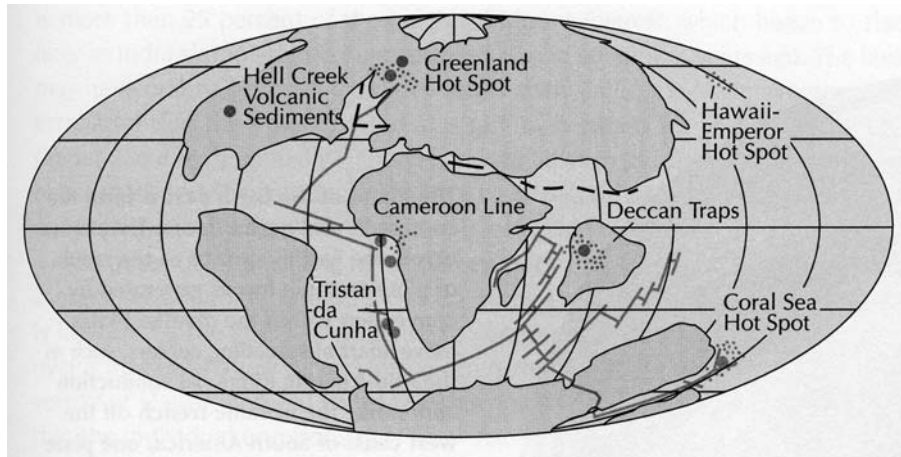 Greenland
Hot Spot
Hell Creek
Volcanic
Sediments
Hawaii-
Emperor
Hot Spot
Cameroon Line
Deccan Traps
Tristan
da
Cunha
Coral Sea
Hot Spot